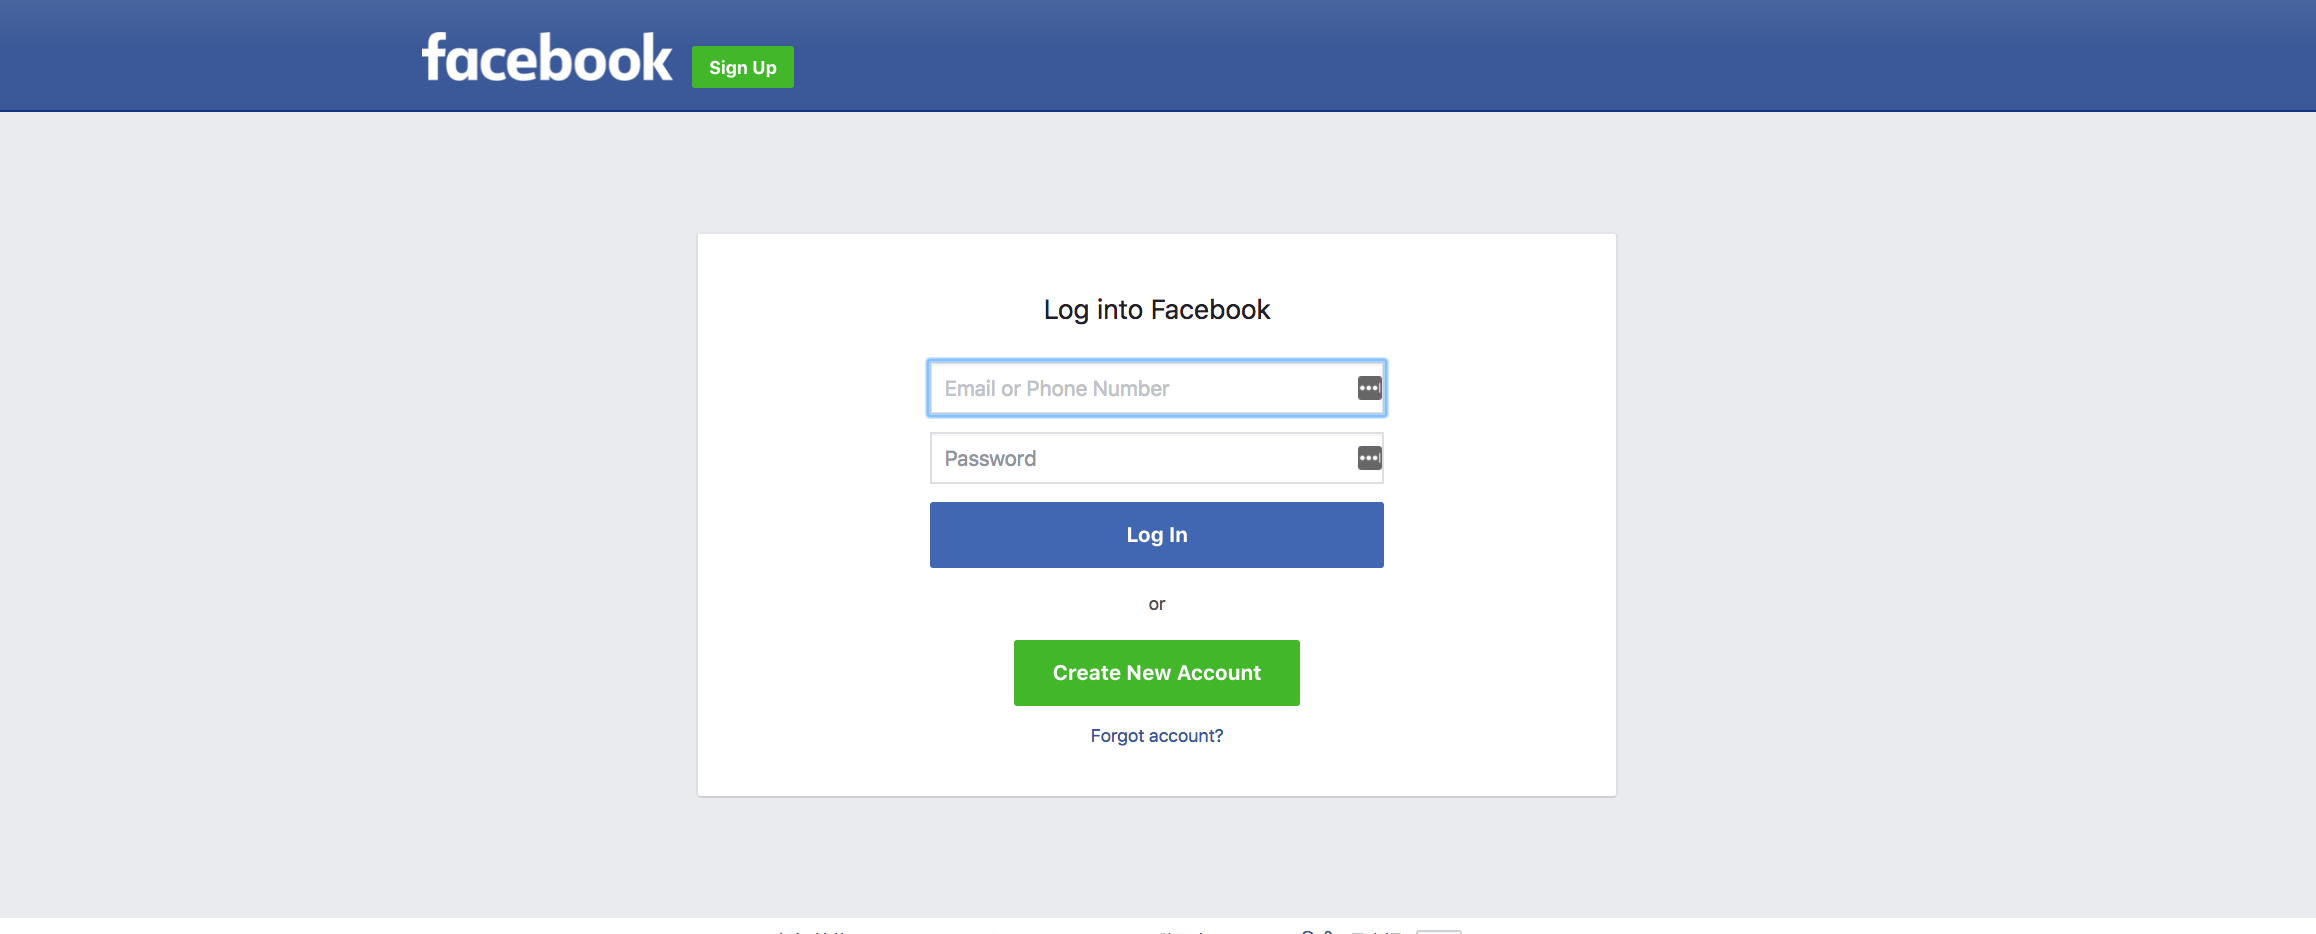 facebook
Sign Up
Log into Facebook
Email or Phone Number
Password
Log In
or
Create New Account
Forgot account?